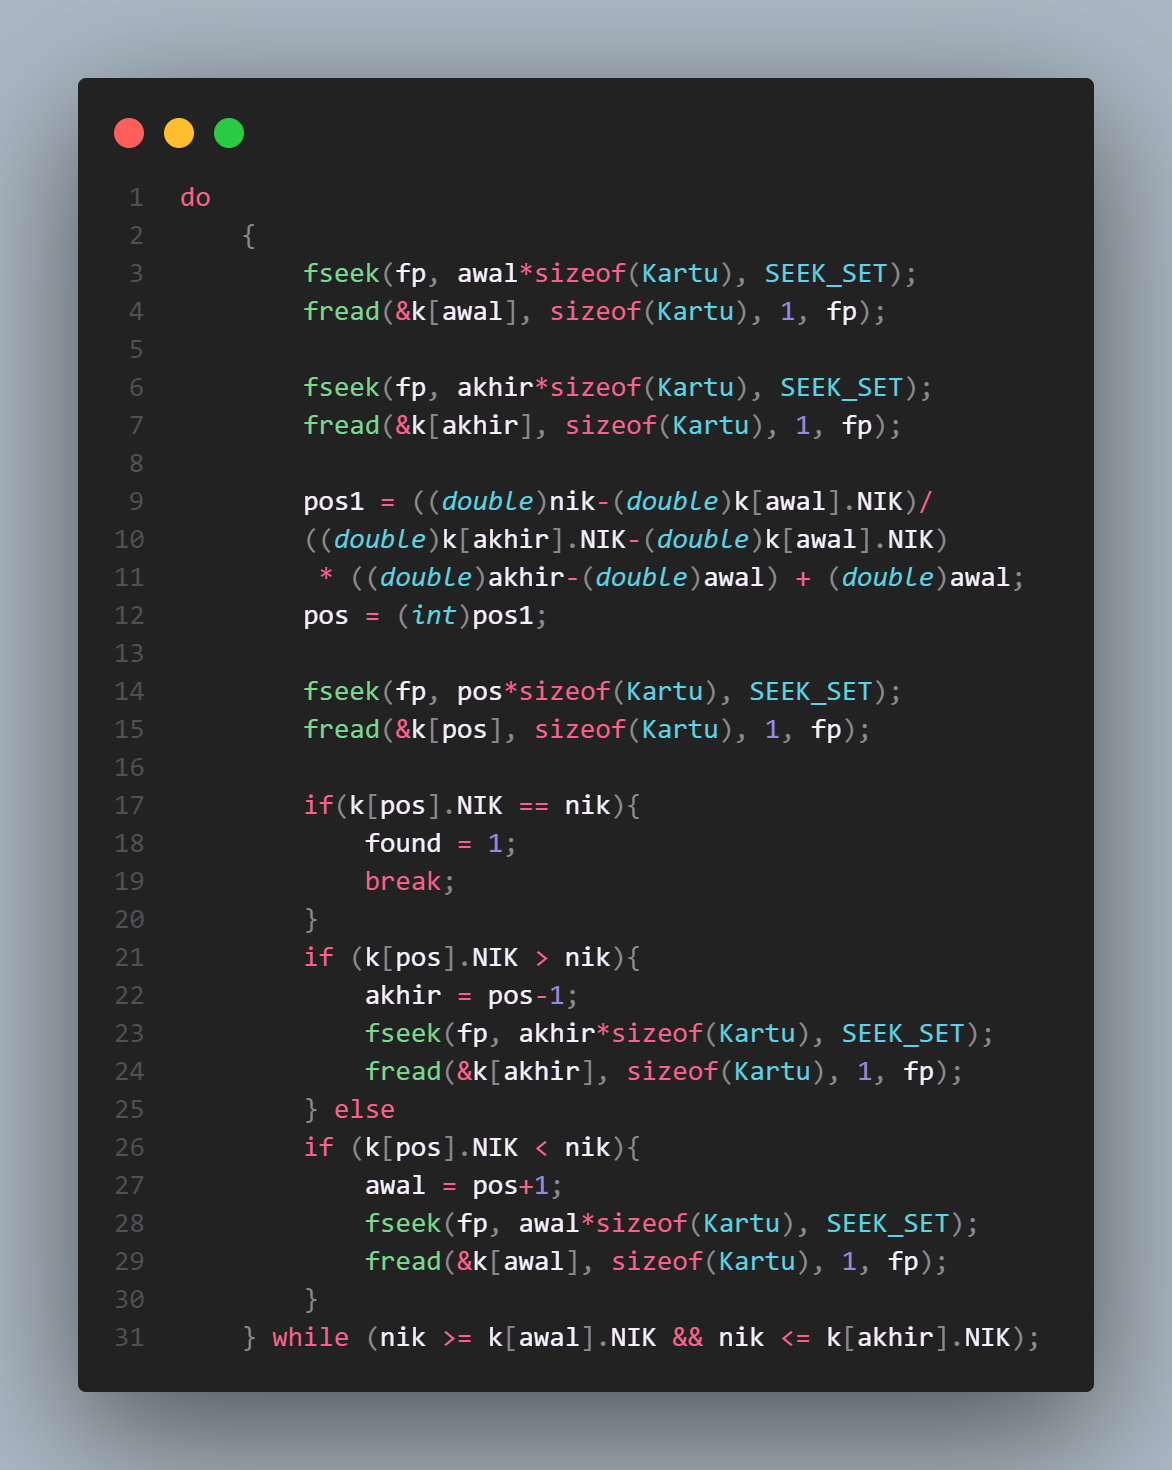 1 do
2 {
3 fseek(fp, awal*sizeof(Kartu), SEEK_SET);
4 fread(&k[awal], sizeof(Kartu), 1, fp);
5
6 fseek(fp, akhir*sizeof(Kartu), SEEK_SET);
7 fread(&k[akhir], sizeof(Kartu), 1, fp);
8
9 pos1 = ((double)nik-(double)k[awal].NIK)/
10 ((double)k[akhir].NIK-(double)k[awal].NIK)
11 * ((double)akhir-(double)awal) + (double)awal;
12 pos = (int)pos1;
13
14 fseek(fp, pos*sizeof(Kartu), SEEK_SET);
15 fread(&k[pos], sizeof(Kartu), 1, fp);
16
17 if(k[pos].NIK == nik){
18 found = 1;
19 break;
20 }
21 if (k[pos].NIK > nik){
22 akhir = pos-1;
23 fseek(fp, akhir*sizeof(Kartu), SEEK_SET);
24 fread(&k[akhir], sizeof(Kartu), 1, fp);
25 } else
26 if (k[pos].NIK < nik){
27 awal = pos+1;
28 fseek(fp, awal*sizeof(Kartu), SEEK_SET);
29 fread(&k[awal], sizeof(Kartu), 1, fp);
30 }
31 } while (nik >= k[awal].NIK && nik <= k[akhir].NIK);